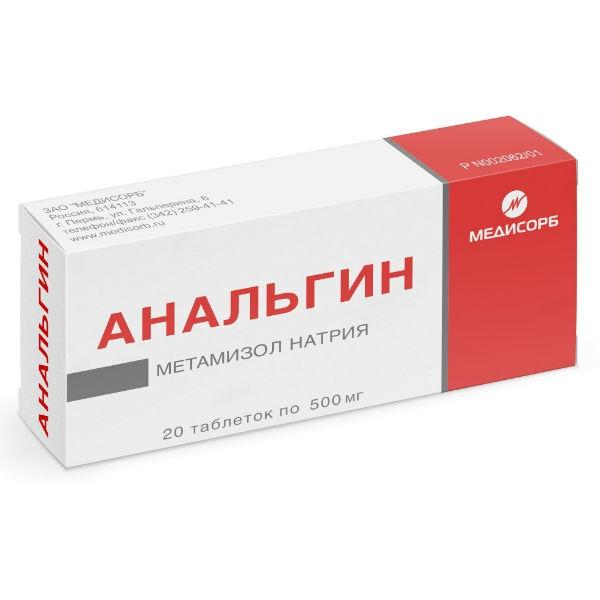 ЗАО "МЕДИСОРБ"
Россия, 614113
г. Пермь, ул. Гальперина, 6
телефон/факс (342) 259-41-41
www.medisorb.ru
Р N002082/01
МЕДИСОРБ
АНАЛЬГИН
МЕТАМИЗОЛ НАТРИЯ
20 таблеток по 500 мг
АНАЛЬГИН